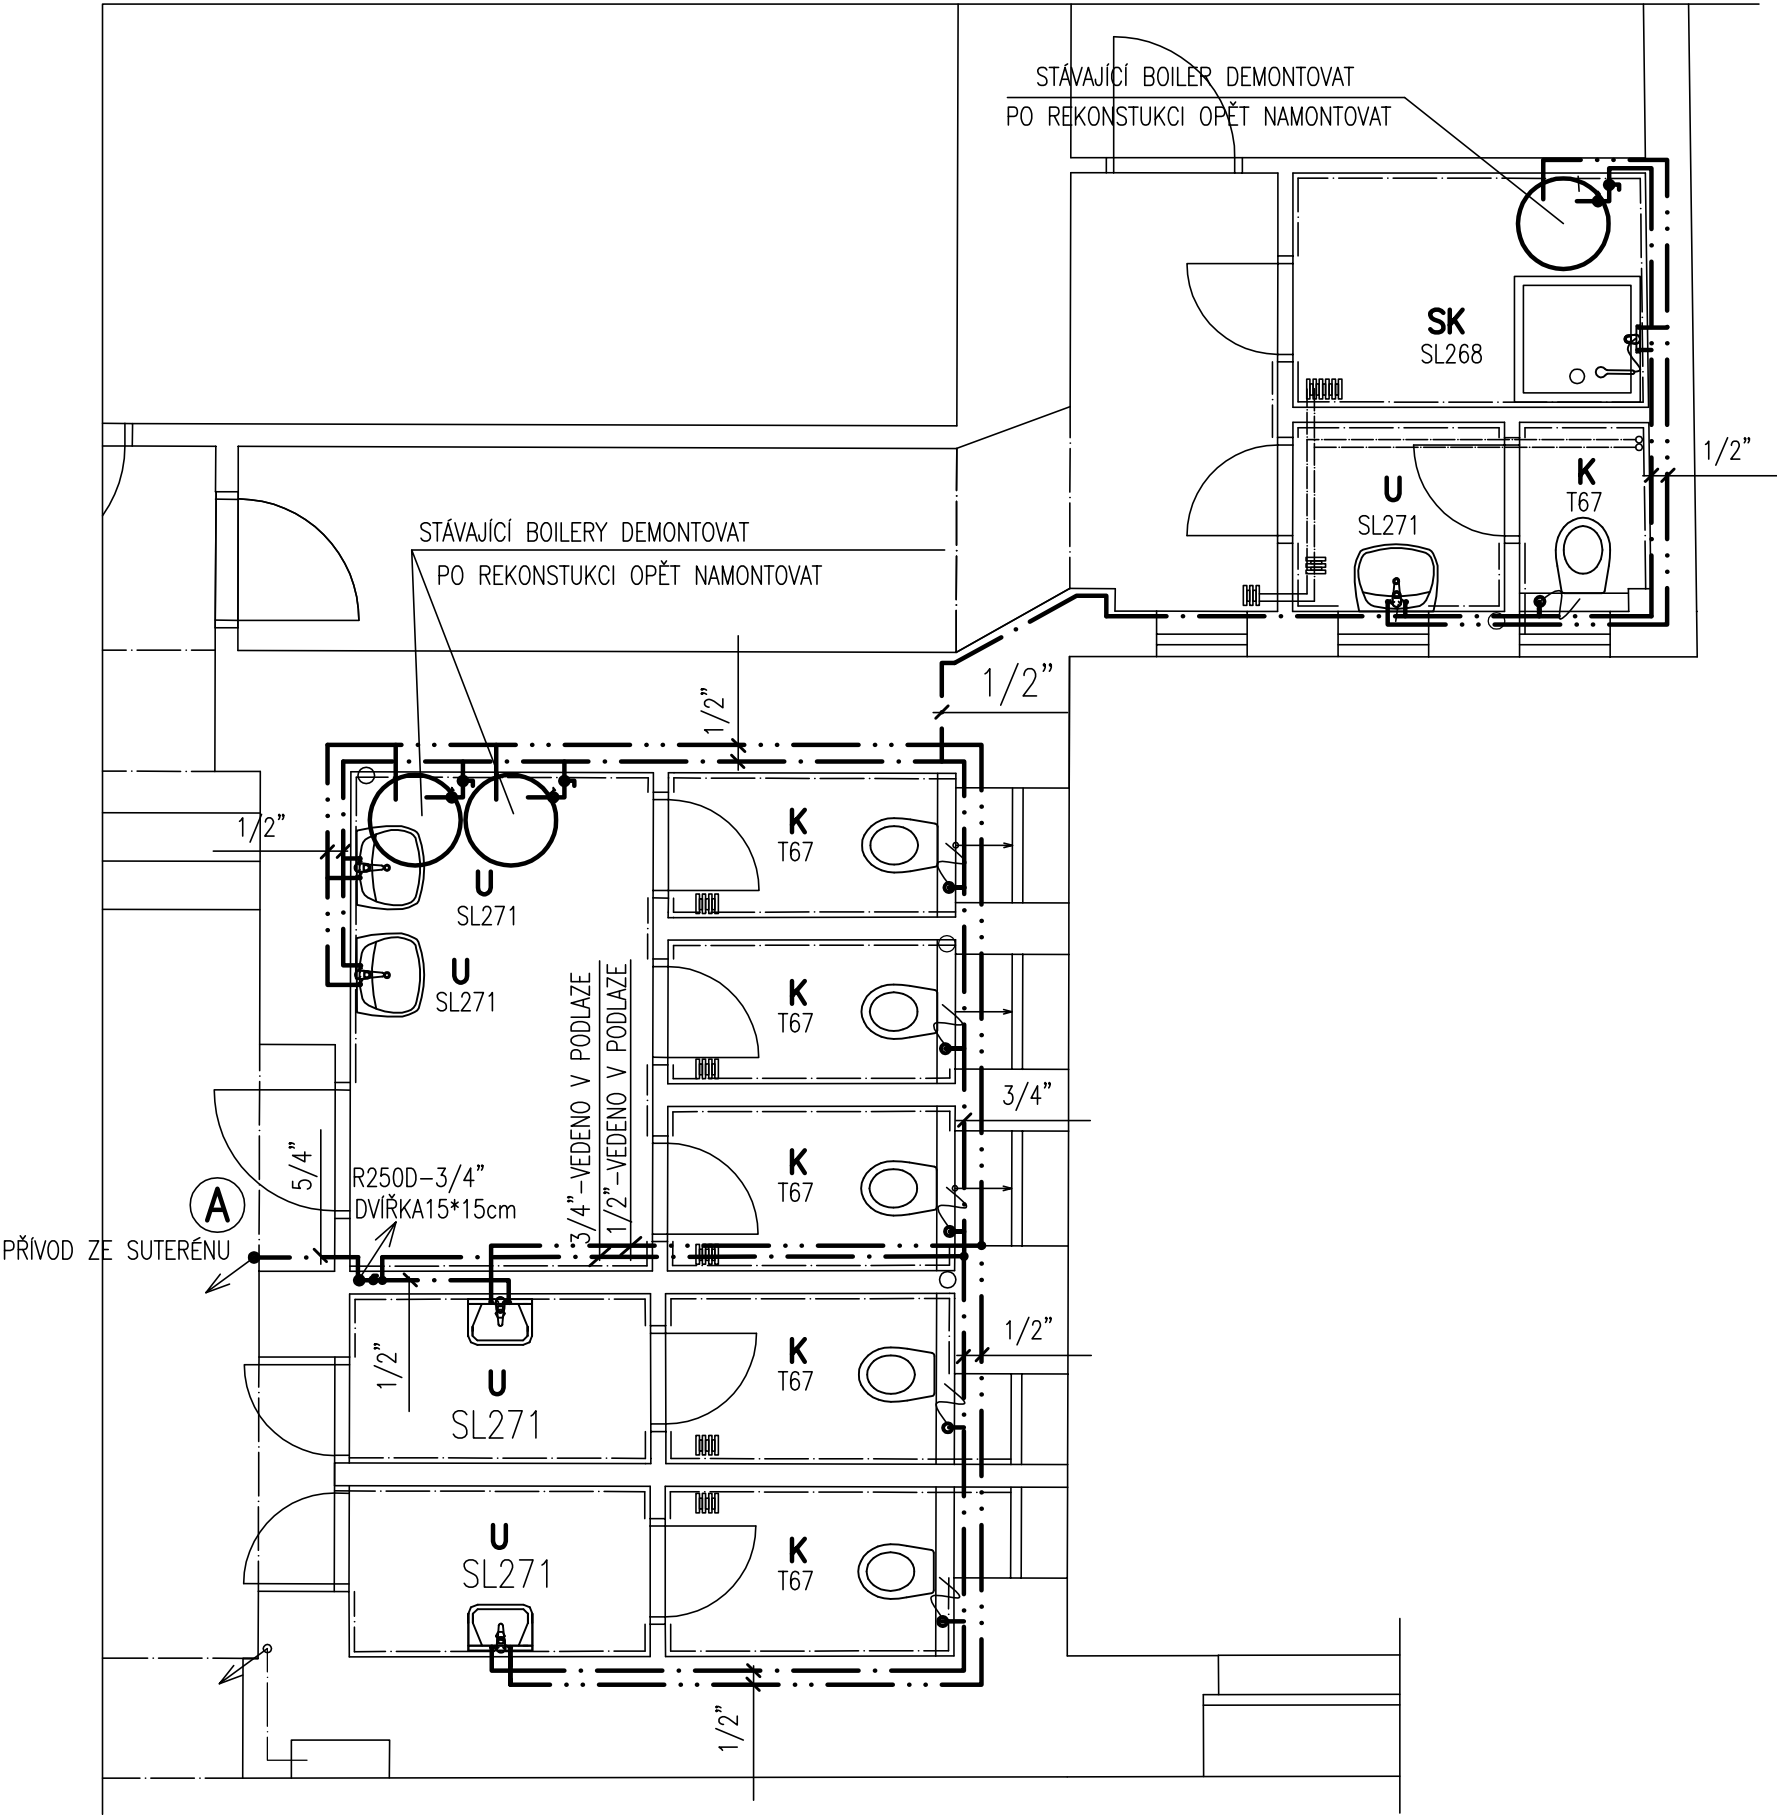 STÁVAJÍCÍ BOILER DEMONTOVAT
PO REKONSTUKCI OPĚT NAMONTOVAT
SK
SL268
1/2"
K
T67
U
SL271
STÁVAJÍCÍ BOILERY DEMONTOVAT
PO REKONSTUKCI OPĚT NAMONTOVAT
1/2"
1/2"
1/2"
K
T67
U
SL271
U
SL271
K
T67
3/4"-VEDENO V PODLAZE
1/2"-VEDENO V PODLAZE
3/4"
K
T67
5/4"
R250D-3/4"
DVÍŘKA15*15cm
A
PŘÍVOD ZE SUTERÉNU
1/2"
1/2"
K
T67
U
SL271
U
SL271
K
T67
1/2"